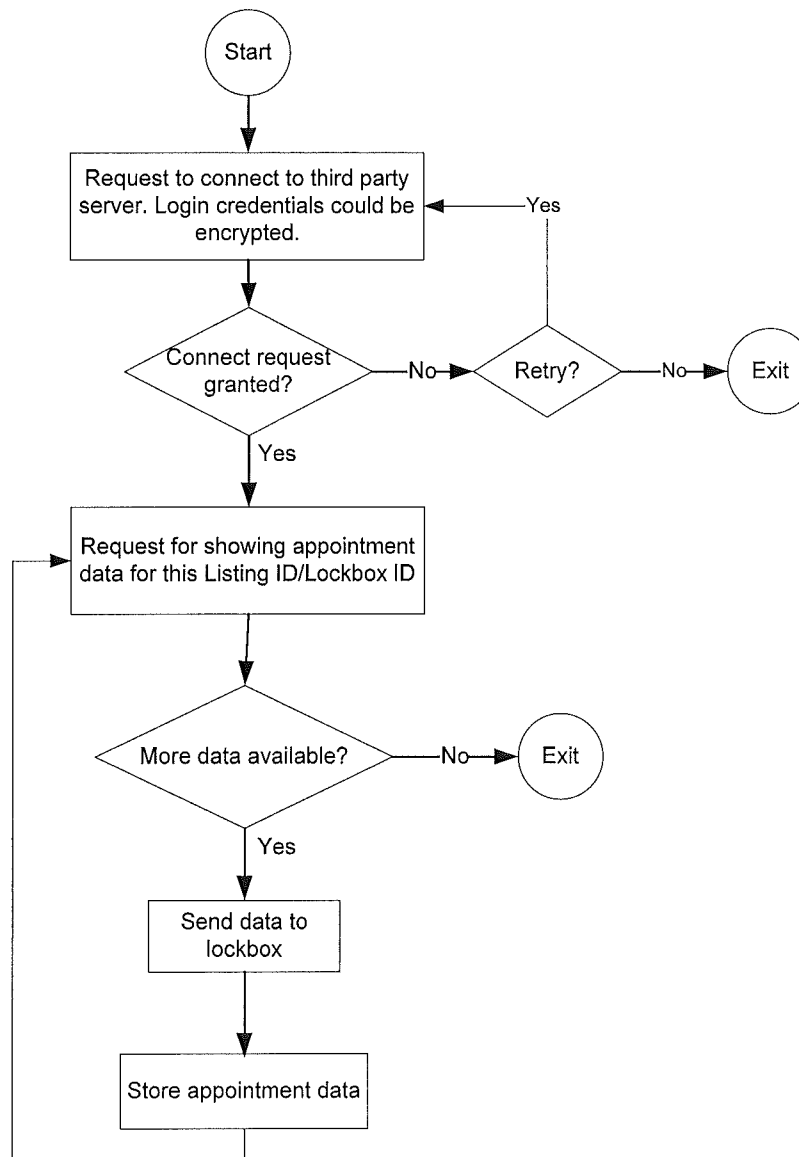 Start
Request to connect to third party
server. Login credentials could be
encrypted.
Yes
Connect request
granted?
No
Retry?
No
Exit
Yes
Request for showing appointment
data for this Listing ID/Lockbox ID
More data available?
No
Exit
Yes
Send data to
lockbox
Store appointment data